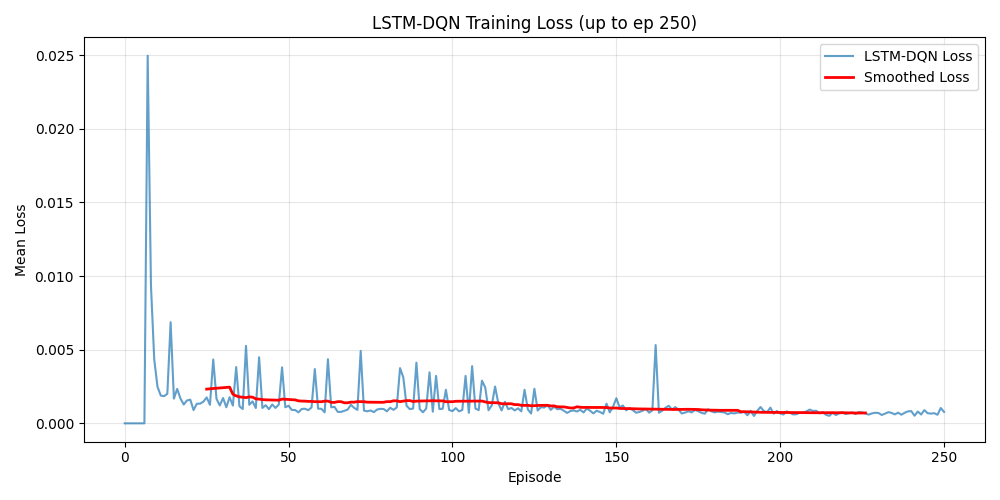 LSTM-DQN Training Loss (up to ep 250)
LSTM-DQN Loss
Smoothed Loss
Mean Loss
0.025
0.020
0.015
0.010
0.005
0.000
0 50 100 150 200 250
Episode